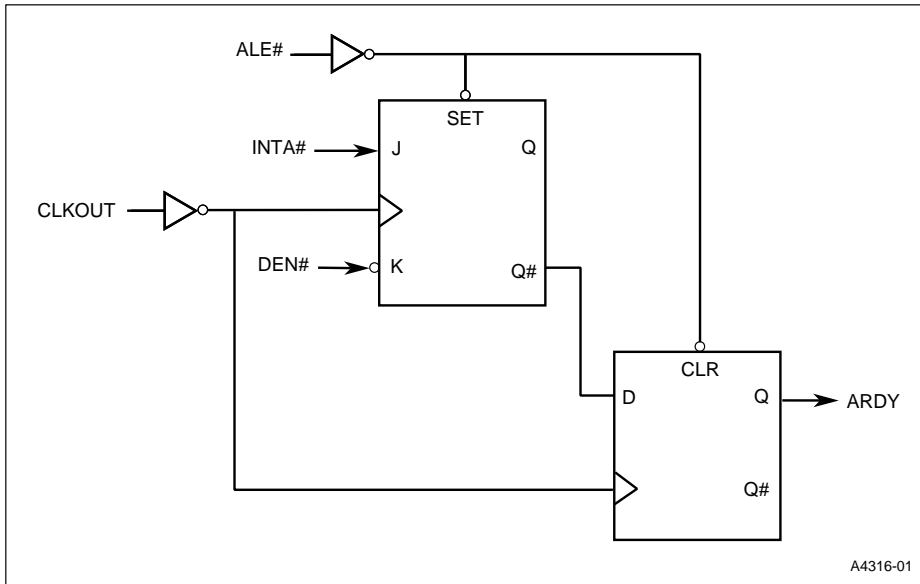 ALE#
SET
INTA#
J
Q
CLKOUT
DEN#
K
Q#
CLR
D
Q
ARDY
Q#
A4316-01